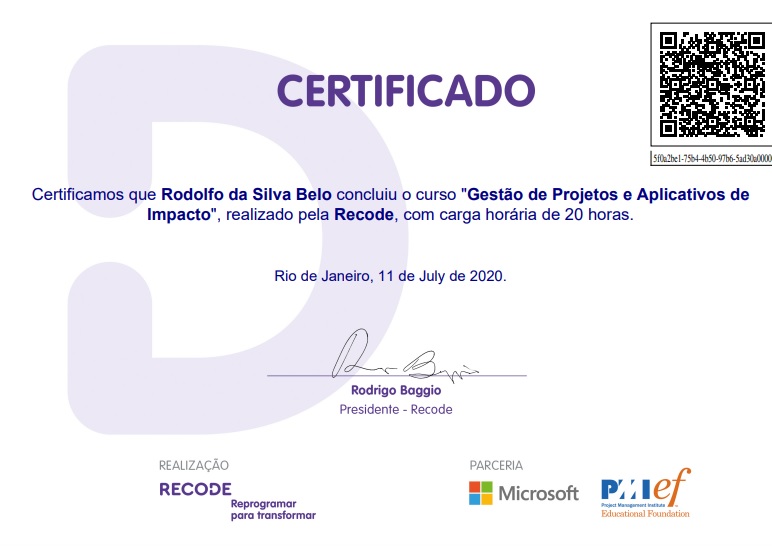 CERTIFICADO
5f0a2be1-75b4-4b50-97b6-5ad30a0000
Certificamos que Rodolfo da Silva Belo concluiu o curso "Gestão de Projetos e Aplicativos de
Impacto", realizado pela Recode, com carga horária de 20 horas.
Rio de Janeiro, 11 de July de 2020.
Rodrigo Baggio
Presidente - Recode
REALIZAÇÃO
RECODE
Reprogramar
para transformar
PARCERIA
Microsoft
PMIef
Project Management Institute
Educational Foundation